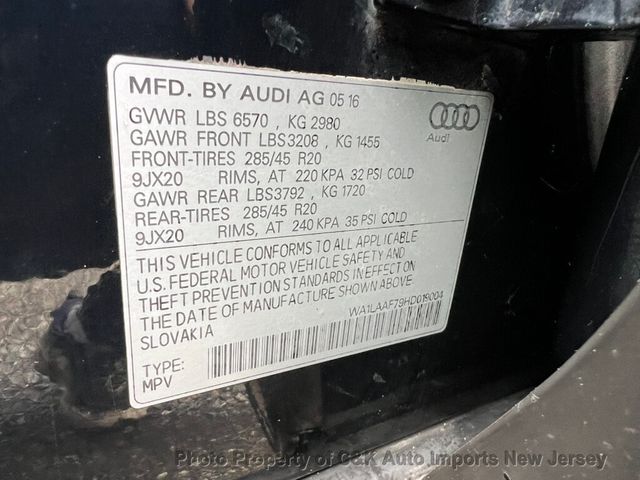 MFD. BY AUDI AG 05 16
Audi
GVWR LBS 6570 , KG 2980
GAWR FRONT LBS3208 , KG 1455
FRONT-TIRES 285/45 R20
9JX20 RIMS, AT 220 KPA 32 PSI COLD
GAWR REAR LBS3792 , KG 1720
REAR-TIRES 285/45 R20
9JX20 RIMS, AT 240 KPA 35 PSI COLD
THIS VEHICLE CONFORMS TO ALL APPLICABLE
U.S. FEDERAL MOTOR VEHICLE SAFETY AND
THEFT PREVENTION STANDARDS IN EFFECT ON
THE DATE OF MANUFACTURE SHOWN ABOVE
SLOVAKIA
WA1LAAF79HD019004
TYPE:
MPV
Photo Property of C&K Auto Imports New Jersey